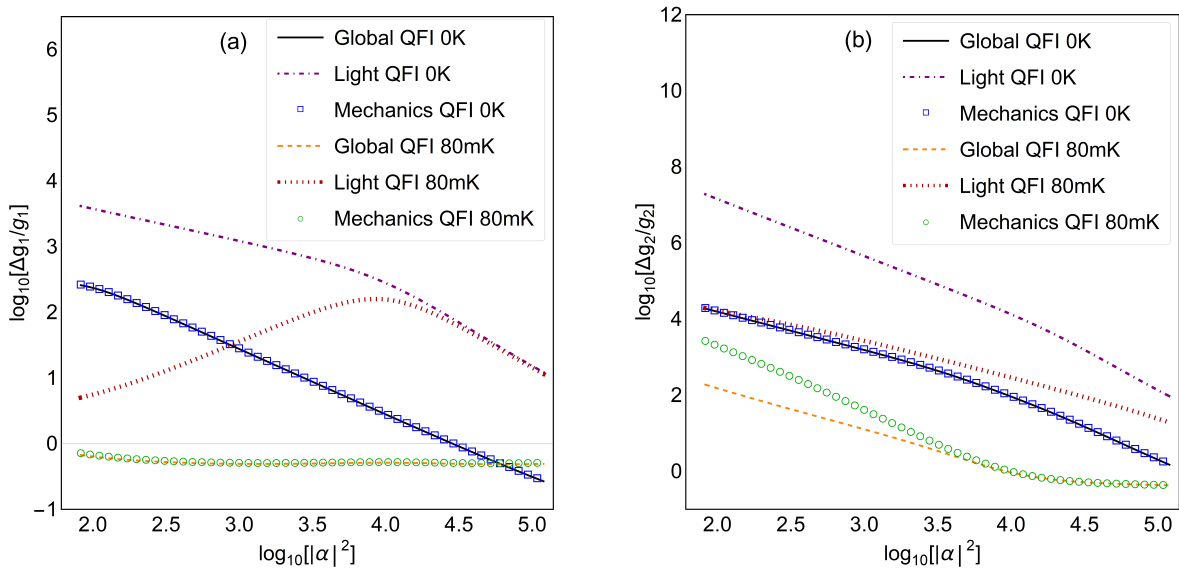 (a)
Global QFI 0K
Light QFI 0K
Mechanics QFI 0K
Global QFI 80mK
Light QFI 80mK
Mechanics QFI 80mK
log10[Δg1/g1]
6
5
4
3
2
1
0
−1
2.0 2.5 3.0 3.5 4.0 4.5 5.0
log10[|α|²]
(b)
Global QFI 0K
Light QFI 0K
Mechanics QFI 0K
Global QFI 80mK
Light QFI 80mK
Mechanics QFI 80mK
log10[Δg2/g2]
12
10
8
6
4
2
0
2.0 2.5 3.0 3.5 4.0 4.5 5.0
log10[|α|²]